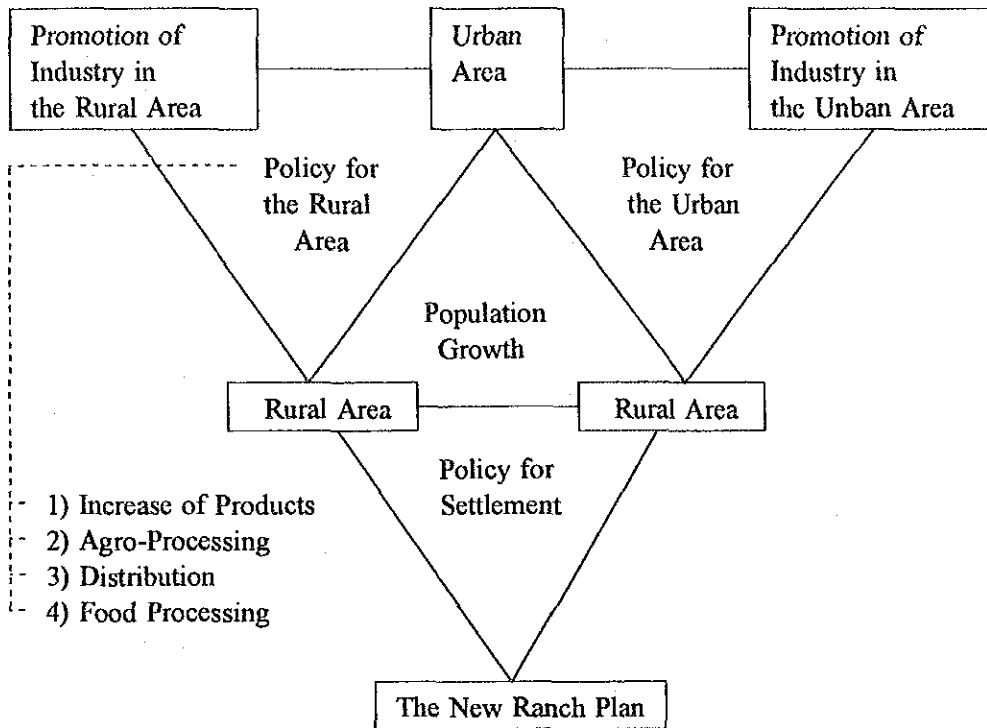 Promotion of
Industry in
the Rural Area
Urban
Area
Promotion of
Industry in
the Unban Area
Policy for
the Rural
Area
Policy for
the Urban
Area
Population
Growth
Rural Area
Rural Area
Policy for
Settlement
1) Increase of Products
2) Agro-Processing
3) Distribution
4) Food Processing
The New Ranch Plan